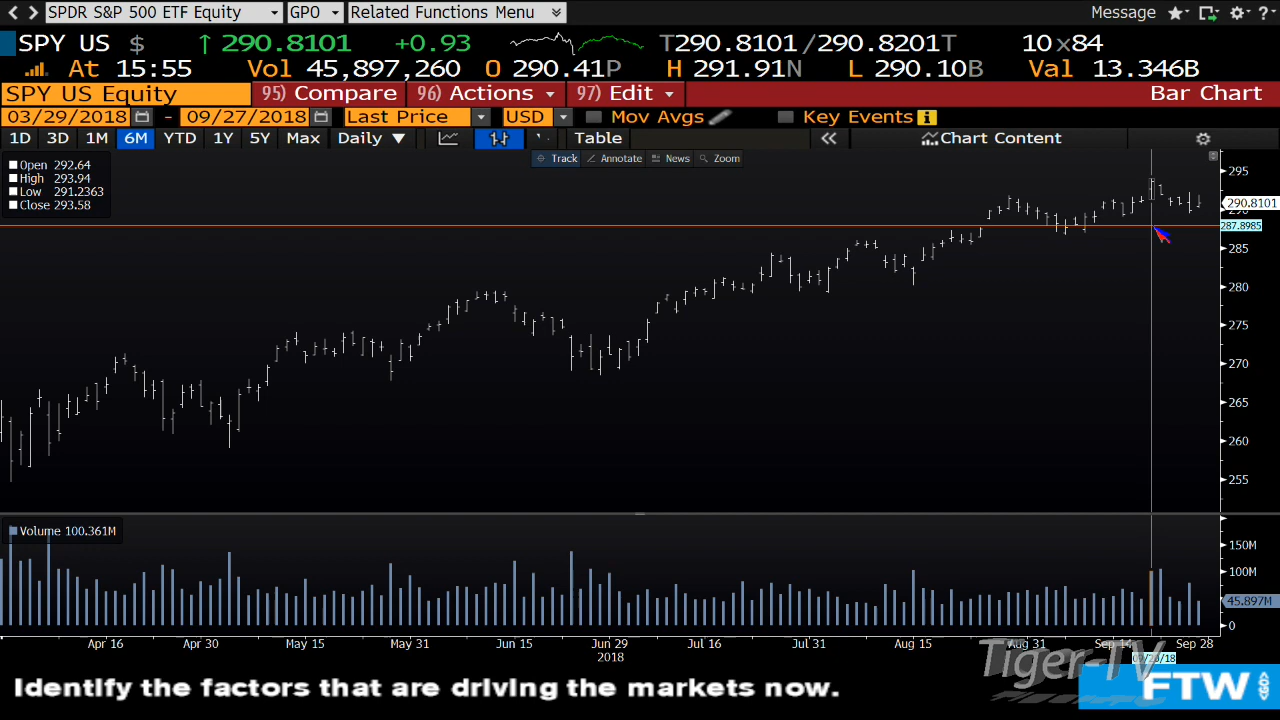 SPDR S&P 500 ETF Equity GPO Related Functions Menu Message ?
SPY US $ ↑ 290.8101 +0.93 T290.8101 /290.8201T 10x84
At 15:55 Vol 45,897,260 O 290.41P H 291.91N L 290.10B Val 13.346B
SPY US Equity 95) Compare 96) Actions 97) Edit Bar Chart
03/29/2018 - 09/27/2018 Last Price USD Mov Avgs Key Events i
1D 3D 1M 6M YTD 1Y 5Y Max Daily ▼ Table « Chart Content
Track Annotate News Zoom
Open 292.64
High 293.94
Low 291.2363
Close 293.58
295
290.8101
290
287.8985
285
280
275
270
265
260
255
Volume 100.361M
150M
100M
45.897M
0
Apr 16 Apr 30 May 15 May 31 Jun 15 Jun 29 Jul 16 Jul 31 Aug 15 Aug 31 Sep 14 Sep 28
2018
09/20/18
Tiger-TV
Identify the factors that are driving the markets now.
FTW